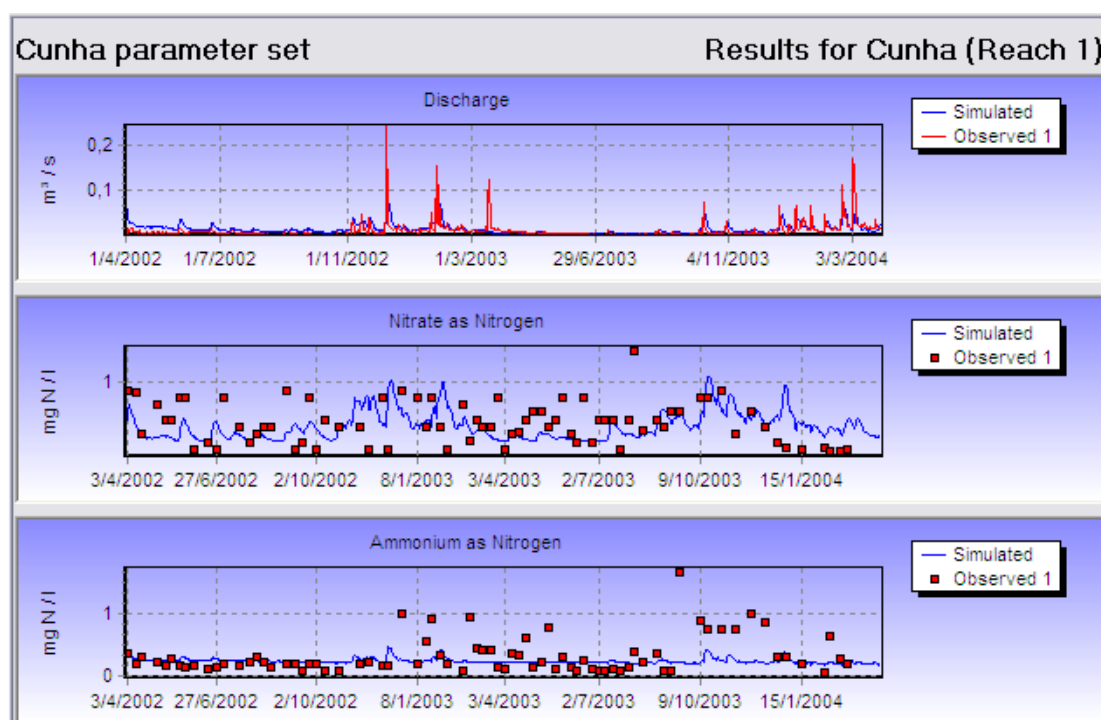 Cunha parameter set Results for Cunha (Reach 1)
Discharge
Simulated
Observed 1
m³ / s
0,2
0,1
1/4/2002 1/7/2002 1/11/2002 1/3/2003 29/6/2003 4/11/2003 3/3/2004
Nitrate as Nitrogen
Simulated
Observed 1
mg N / l
1
3/4/2002 27/6/2002 2/10/2002 8/1/2003 3/4/2003 2/7/2003 9/10/2003 15/1/2004
Ammonium as Nitrogen
Simulated
Observed 1
mg N / l
1
0
3/4/2002 27/6/2002 2/10/2002 8/1/2003 3/4/2003 2/7/2003 9/10/2003 15/1/2004